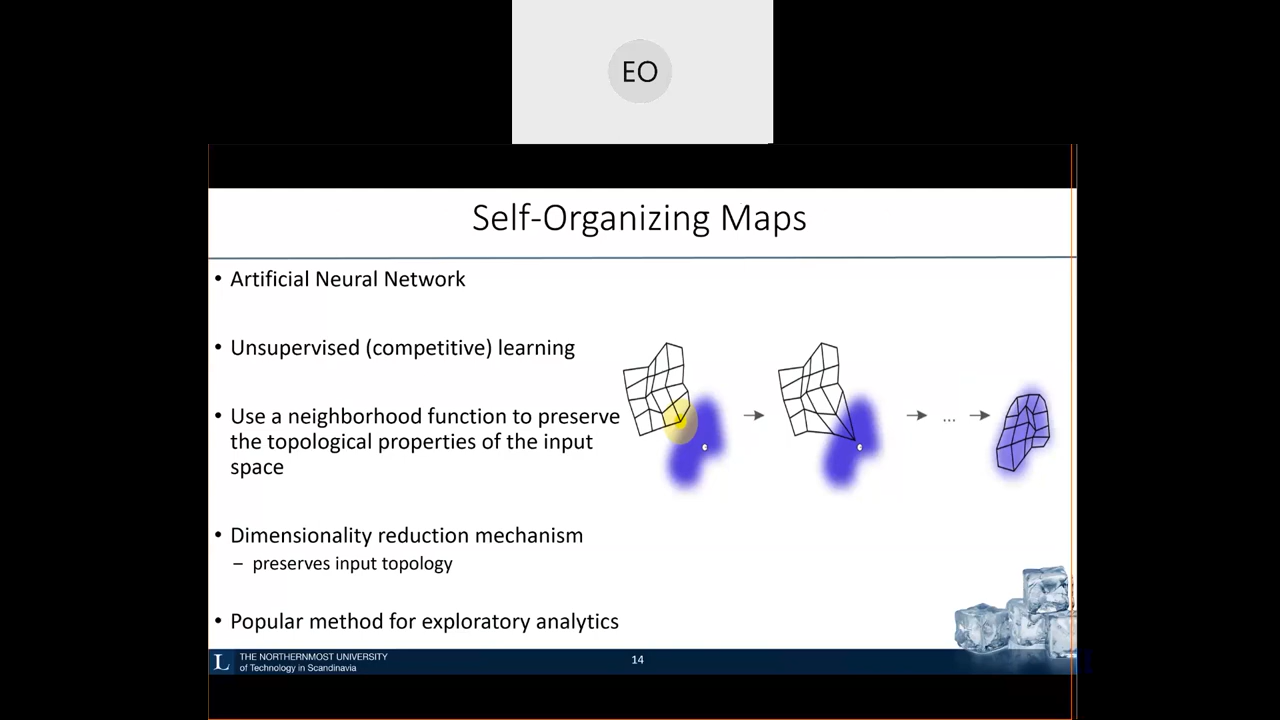 EO
Self-Organizing Maps
• Artificial Neural Network
• Unsupervised (competitive) learning
• Use a neighborhood function to preserve
the topological properties of the input
space
...
• Dimensionality reduction mechanism
– preserves input topology
• Popular method for exploratory analytics
L
THE NORTHERNMOST UNIVERSITY
of Technology in Scandinavia
14